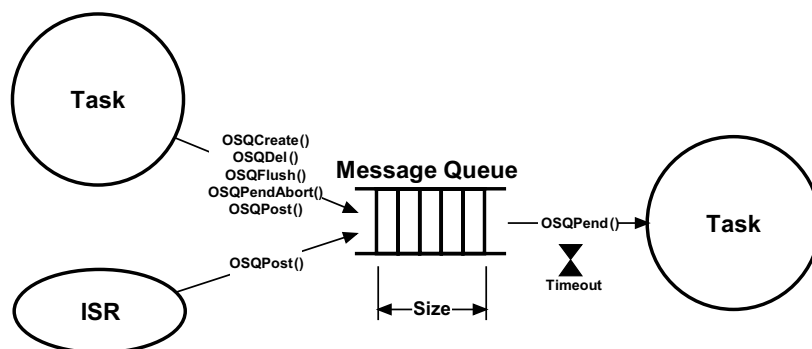 Task
OSQCreate()
OSQDel()
OSQFlush()
OSQPendAbort()
OSQPost()
Message Queue
OSQPend()
Timeout
Task
OSQPost()
ISR
Size